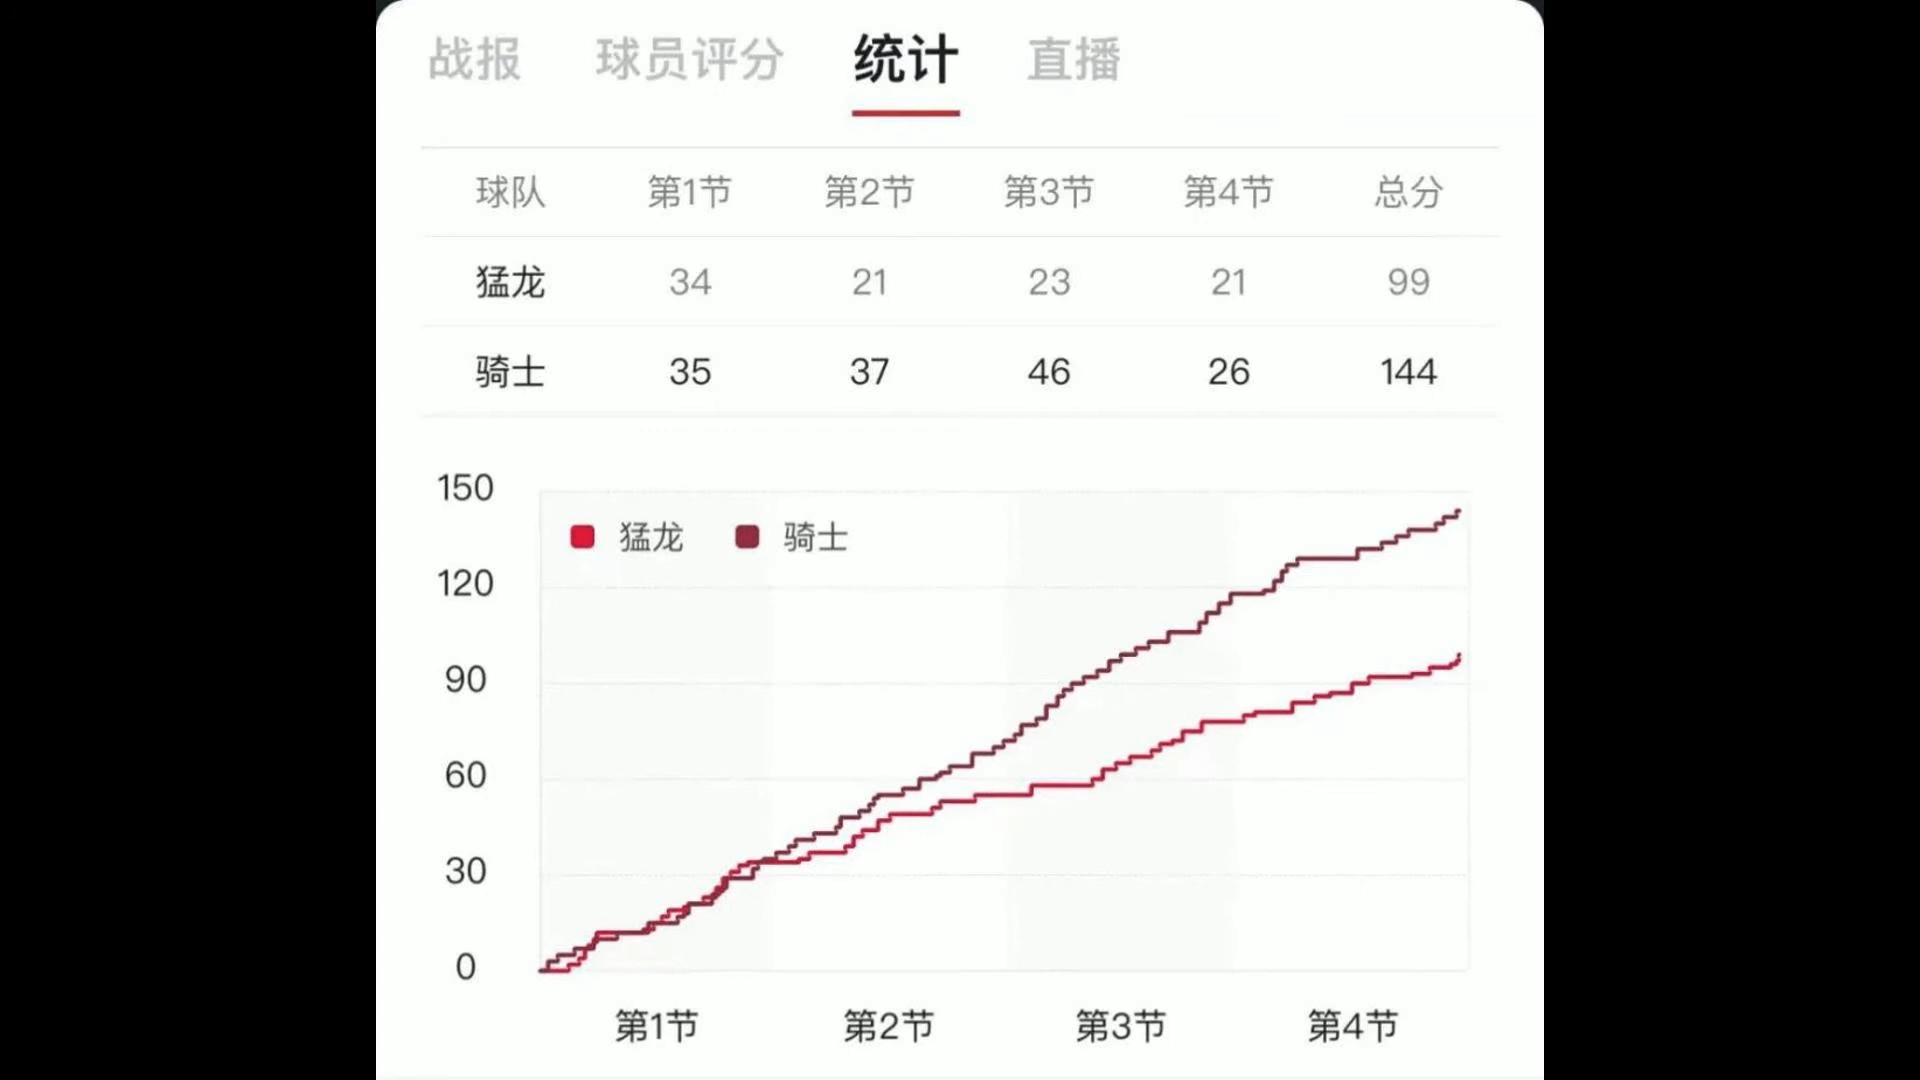 战报 球员评分 统计 直播
球队 第1节 第2节 第3节 第4节 总分
猛龙 34 21 23 21 99
骑士 35 37 46 26 144
150
猛龙 骑士
120
90
60
30
0
第1节 第2节 第3节 第4节